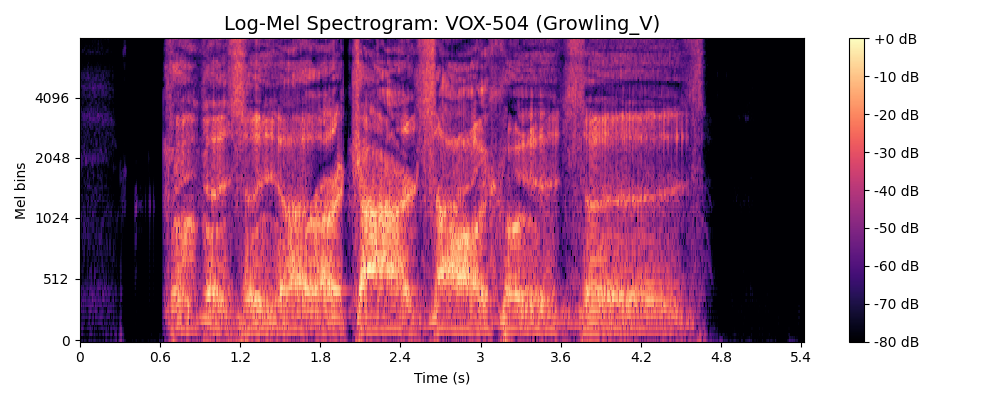 Log-Mel Spectrogram: VOX-504 (Growling_V)
Mel bins
4096
2048
1024
512
0
0 0.6 1.2 1.8 2.4 3 3.6 4.2 4.8 5.4
Time (s)
+0 dB
-10 dB
-20 dB
-30 dB
-40 dB
-50 dB
-60 dB
-70 dB
-80 dB